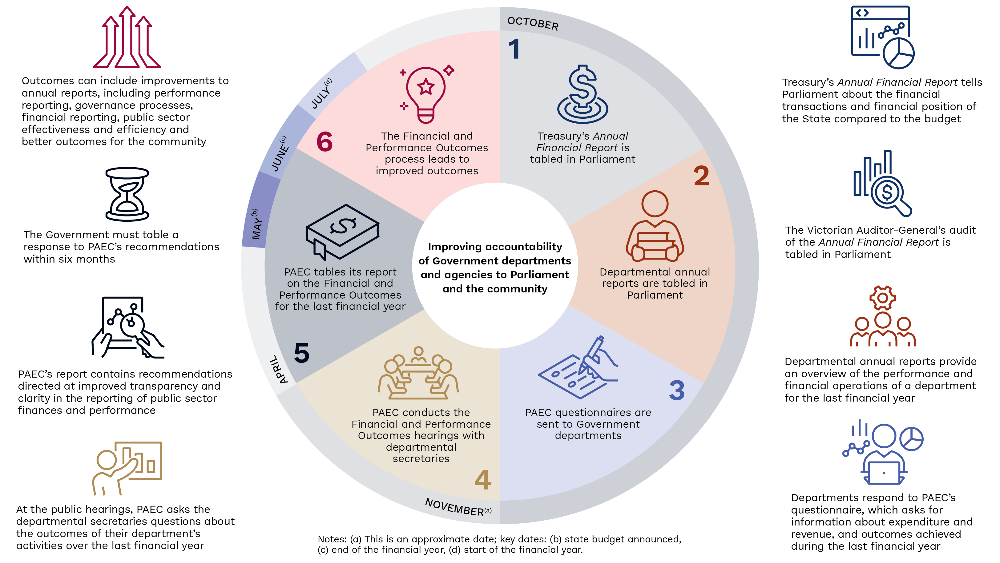 Outcomes can include improvements to
annual reports, including performance
reporting, governance processes,
financial reporting, public sector
effectiveness and efficiency and
better outcomes for the community
The Government must table a
response to PAEC’s recommendations
within six months
PAEC’s report contains recommendations
directed at improved transparency and
clarity in the reporting of public sector
finances and performance
At the public hearings, PAEC asks the
departmental secretaries questions about
the outcomes of their department’s
activities over the last financial year
OCTOBER
1
Treasury’s Annual
Financial Report is
tabled in Parliament
2
Departmental annual
reports are tabled in
Parliament
3
PAEC questionnaires are
sent to Government
departments
NOVEMBER(a)
4
PAEC conducts the
Financial and Performance
Outcomes hearings with
departmental
secretaries
APRIL
5
PAEC tables its report
on the Financial and
Performance Outcomes
for the last financial year
MAY(b)
JUNE(c)
JULY(d)
6
The Financial and
Performance Outcomes
process leads to
improved outcomes
Improving accountability
of Government departments
and agencies to Parliament
and the community
Treasury’s Annual Financial Report tells
Parliament about the financial
transactions and financial position of
the State compared to the budget
The Victorian Auditor-General’s audit
of the Annual Financial Report is
tabled in Parliament
Departmental annual reports provide
an overview of the performance and
financial operations of a department
for the last financial year
Departments respond to PAEC’s
questionnaire, which asks for
information about expenditure and
revenue, and outcomes achieved
during the last financial year
Notes: (a) This is an approximate date; key dates: (b) state budget announced,
(c) end of the financial year, (d) start of the financial year.